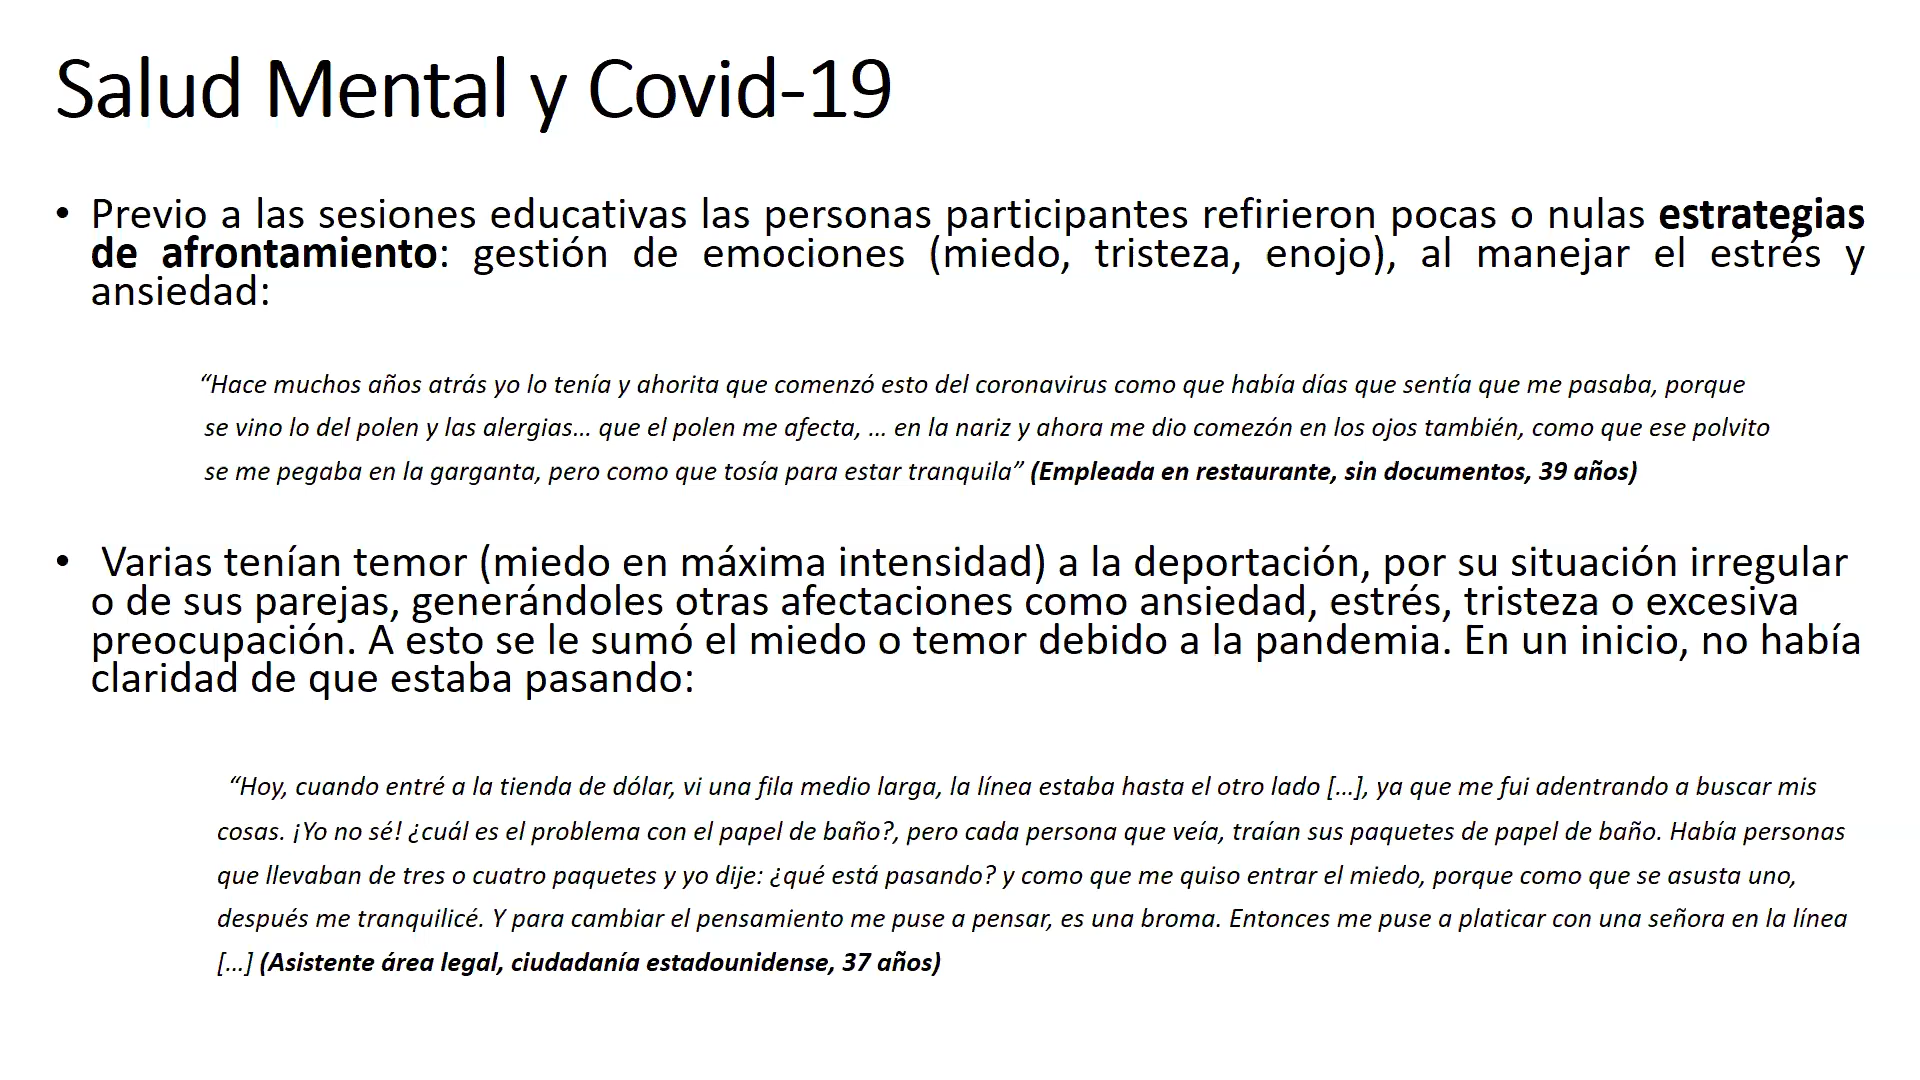 Salud Mental y Covid-19
• Previo a las sesiones educativas las personas participantes refirieron pocas o nulas estrategias
de afrontamiento: gestión de emociones (miedo, tristeza, enojo), al manejar el estrés y
ansiedad:
“Hace muchos años atrás yo lo tenía y ahorita que comenzó esto del coronavirus como que había días que sentía que me pasaba, porque
se vino lo del polen y las alergias… que el polen me afecta, … en la nariz y ahora me dio comezón en los ojos también, como que ese polvito
se me pegaba en la garganta, pero como que tosía para estar tranquila” (Empleada en restaurante, sin documentos, 39 años)
• Varias tenían temor (miedo en máxima intensidad) a la deportación, por su situación irregular
o de sus parejas, generándoles otras afectaciones como ansiedad, estrés, tristeza o excesiva
preocupación. A esto se le sumó el miedo o temor debido a la pandemia. En un inicio, no había
claridad de que estaba pasando:
“Hoy, cuando entré a la tienda de dólar, vi una fila medio larga, la línea estaba hasta el otro lado […], ya que me fui adentrando a buscar mis
cosas. ¡Yo no sé! ¿cuál es el problema con el papel de baño?, pero cada persona que veía, traían sus paquetes de papel de baño. Había personas
que llevaban de tres o cuatro paquetes y yo dije: ¿qué está pasando? y como que me quiso entrar el miedo, porque como que se asusta uno,
después me tranquilicé. Y para cambiar el pensamiento me puse a pensar, es una broma. Entonces me puse a platicar con una señora en la línea
[…] (Asistente área legal, ciudadanía estadounidense, 37 años)